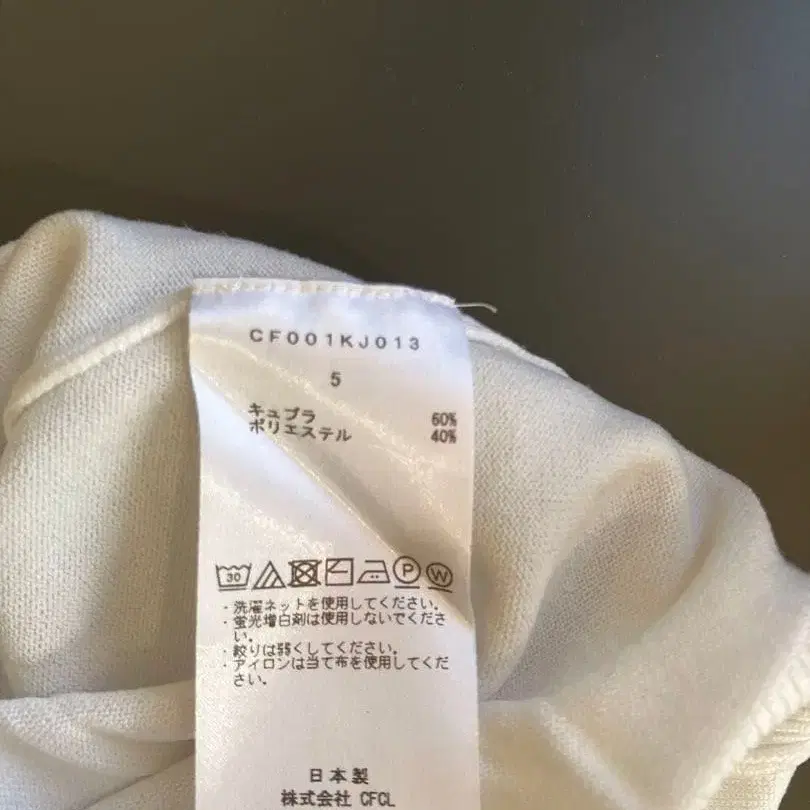 CF001KJ013
5
キュプラ 60%
ポリエステル 40%
30 P W
・洗濯ネットを使用してください。
・蛍光増白剤は使用しないでくださ
い。
・絞りは弱くしてください。
・アイロンは当て布を使用してくだ
さい。
日本製
株式会社 CFCL